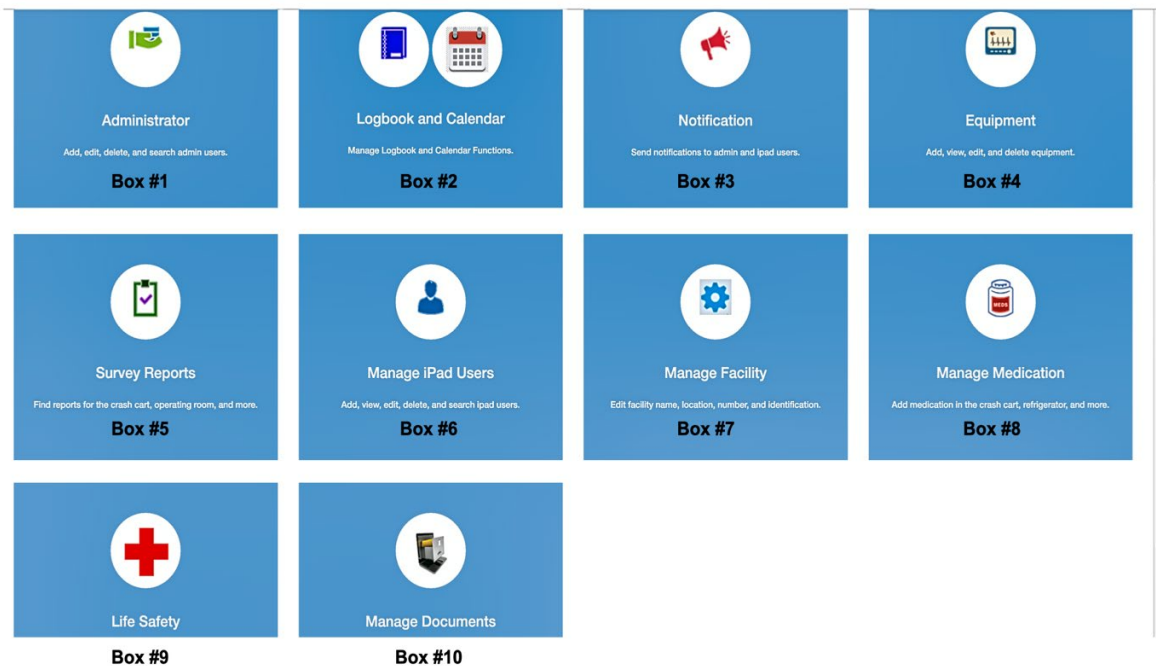 Administrator
Add, edit, delete, and search admin users.
Box #1
Logbook and Calendar
Manage Logbook and Calendar Functions.
Box #2
Notification
Send notifications to admin and ipad users.
Box #3
Equipment
Add, view, edit, and delete equipment.
Box #4
Survey Reports
Find reports for the crash cart, operating room, and more.
Box #5
Manage iPad Users
Add, view, edit, delete, and search ipad users.
Box #6
Manage Facility
Edit facility name, location, number, and identification.
Box #7
MEDS
Manage Medication
Add medication in the crash cart, refrigerator, and more.
Box #8
Life Safety
Box #9
Manage Documents
Box #10